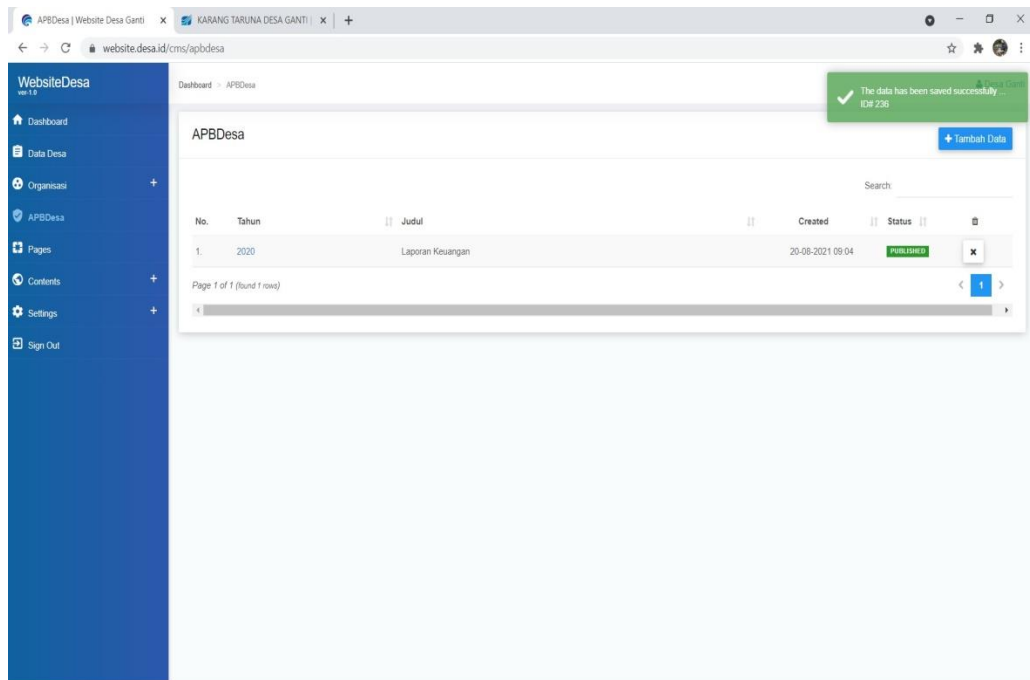 APBDesa | Website Desa Ganti
KARANG TARUNA DESA GANTI |
website.desa.id/cms/apbdesa
WebsiteDesa
ver-1.0
Dashboard
Data Desa
Organisasi +
APBDesa
Pages
Contents +
Settings +
Sign Out
Dashboard > APBDesa
Desa Ganti
The data has been saved successfully ...
ID# 236
APBDesa
+ Tambah Data
Search:
No. Tahun Judul Created Status
1. 2020 Laporan Keuangan 20-08-2021 09:04 PUBLISHED
Page 1 of 1 (found 1 rows)
< 1 >